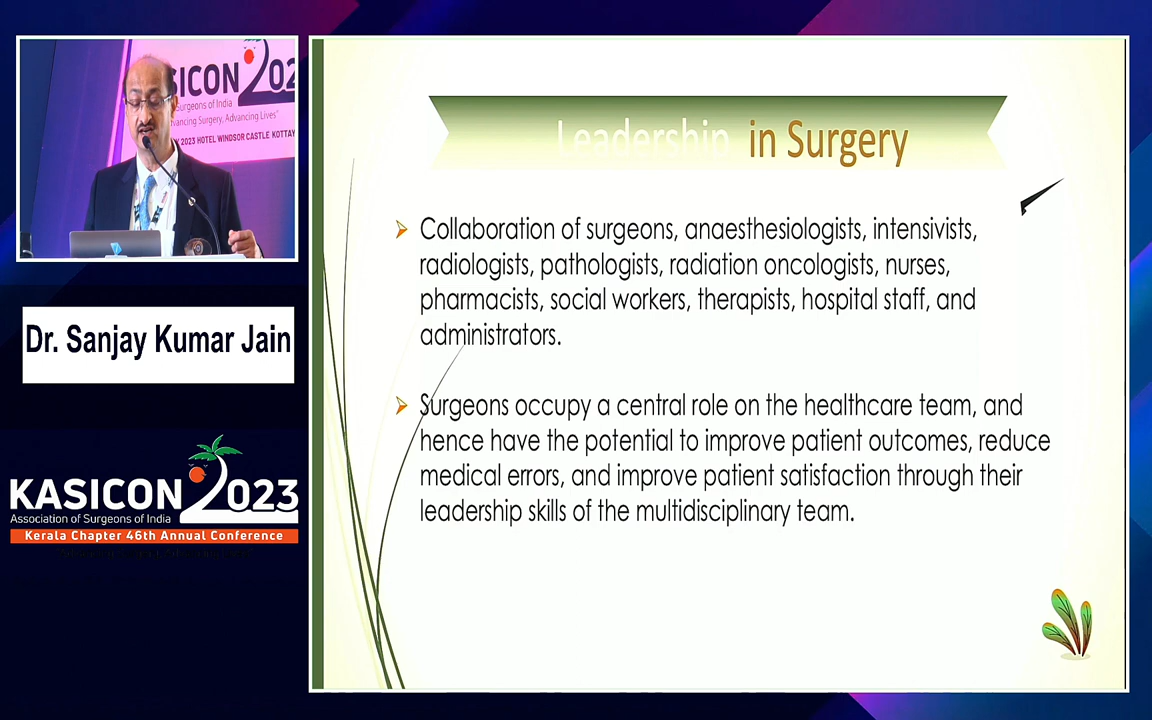 SICON 202
Surgeons of India
vancing Surgery, Advancing Lives"
2023 HOTEL WINDSOR CASTLE KOTTAY
Dr. Sanjay Kumar Jain
KASICON 2023
Association of Surgeons of India
Kerala Chapter 46th Annual Conference
Leadership in Surgery
Collaboration of surgeons, anaesthesiologists, intensivists,
radiologists, pathologists, radiation oncologists, nurses,
pharmacists, social workers, therapists, hospital staff, and
administrators.
Surgeons occupy a central role on the healthcare team, and
hence have the potential to improve patient outcomes, reduce
medical errors, and improve patient satisfaction through their
leadership skills of the multidisciplinary team.